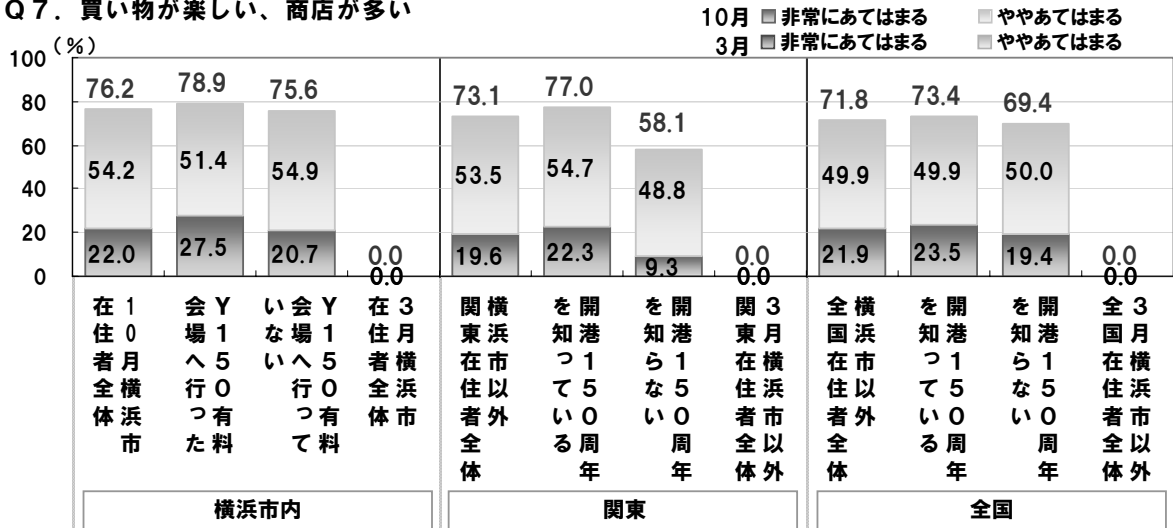 Q7．買い物が楽しい、商店が多い
10月 非常にあてはまる ややあてはまる
3月 非常にあてはまる ややあてはまる
(%)
100
80
60
40
20
0
76.2 78.9 75.6 73.1 77.0 58.1 71.8 73.4 69.4
54.2 51.4 54.9 0.0 53.5 54.7 48.8 0.0 49.9 49.9 50.0 0.0
22.0 27.5 20.7 0.0 19.6 22.3 9.3 0.0 21.9 23.5 19.4 0.0
10月横浜市
在住者全体
Y150有料
会場へ行った
Y150有料
会場へ行って
いない
3月横浜市
在住者全体
横浜市以外
関東在住者全体
開港150周年
を知っている
開港150周年
を知らない
3月横浜市以外
関東在住者全体
横浜市以外
全国在住者全体
開港150周年
を知っている
開港150周年
を知らない
3月横浜市以外
全国在住者全体
横浜市内
関東
全国